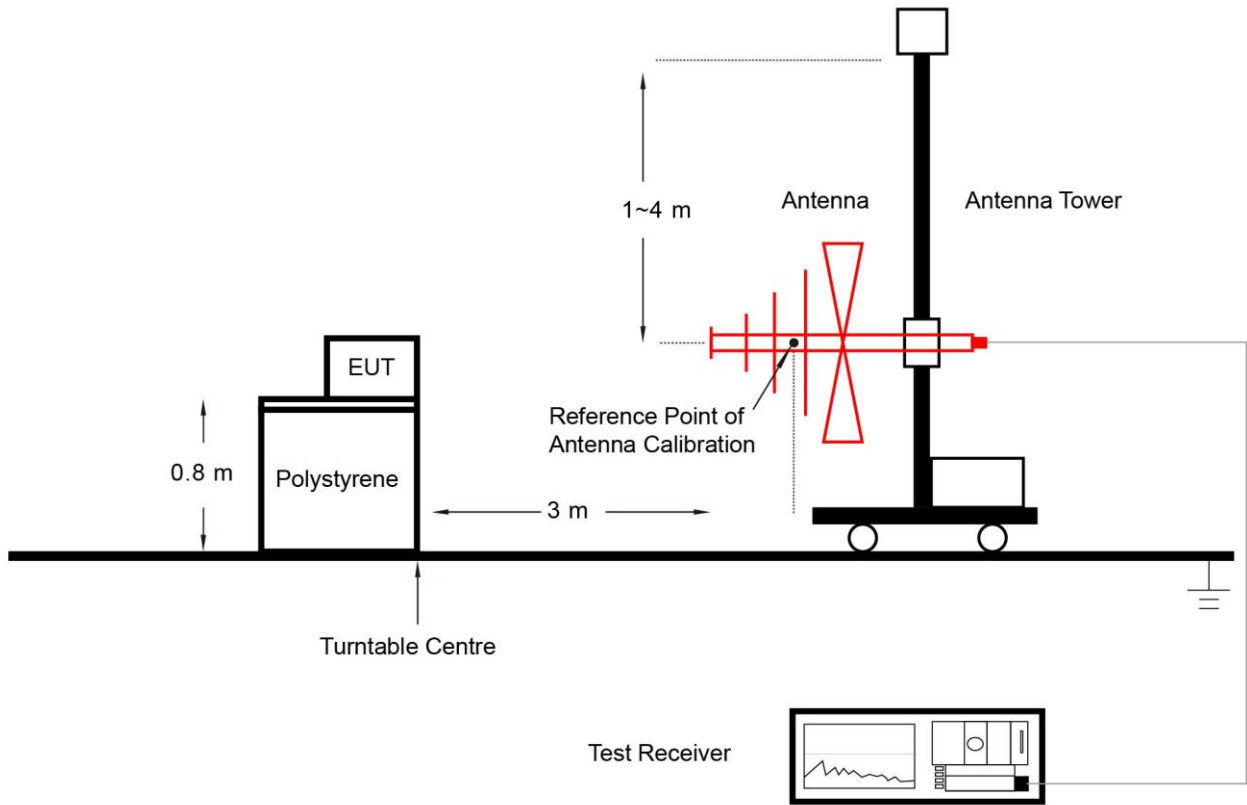 1~4 m
Antenna
Antenna Tower
EUT
Reference Point of
Antenna Calibration
0.8 m
Polystyrene
3 m
Turntable Centre
Test Receiver